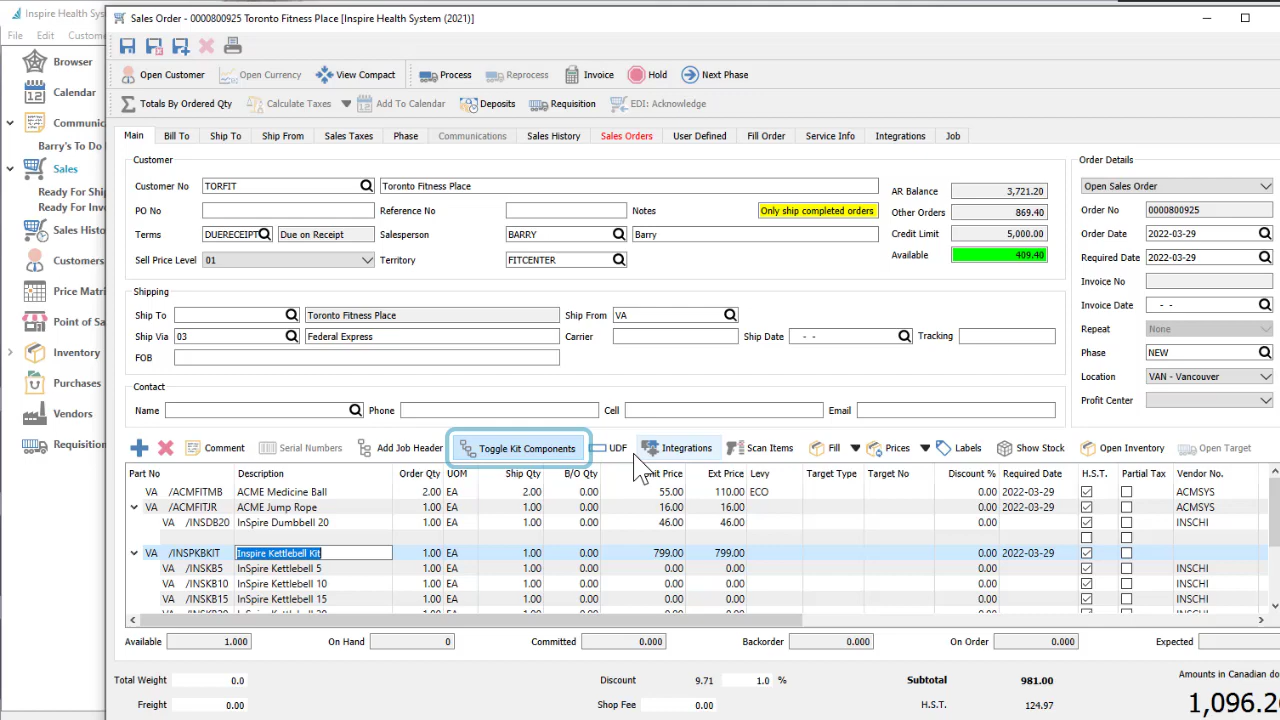 Inspire Health System
Sales Order - 0000800925 Toronto Fitness Place [Inspire Health System (2021)]
File Edit Custome
Browser
Calendar
Communic
Barry's To Do
Sales
Ready For Ship
Ready For Inv
Sales Histo
Customers
Price Matri
Point of Sa
Inventory
Purchases
Vendors
Requisition
Open Customer Open Currency View Compact Process Reprocess Invoice Hold Next Phase
Totals By Ordered Qty Calculate Taxes Add To Calendar Deposits Requisition EDI: Acknowledge
Main Bill To Ship To Ship From Sales Taxes Phase Communications Sales History Sales Orders User Defined Fill Order Service Info Integrations Job
Customer
Customer No TORFIT Toronto Fitness Place
PO No Reference No Notes Only ship completed orders
Terms DUERECEIPT Due on Receipt Salesperson BARRY Barry
Sell Price Level 01 Territory FITCENTER
AR Balance 3,721.20
Other Orders 869.40
Credit Limit 5,000.00
Available 409.40
Order Details
Open Sales Order
Order No 0000800925
Order Date 2022-03-29
Required Date 2022-03-29
Invoice No
Invoice Date - -
Repeat None
Phase NEW
Location VAN - Vancouver
Profit Center
Shipping
Ship To Toronto Fitness Place Ship From VA
Ship Via 03 Federal Express Carrier Ship Date - - Tracking
FOB
Contact
Name Phone Cell Email
Comment Serial Numbers Add Job Header Toggle Kit Components UDF Integrations Scan Items Fill Prices Labels Show Stock Open Inventory Open Target
Part No Description Order Qty UOM Ship Qty B/O Qty nit Price Ext Price Levy Target Type Target No Discount % Required Date H.S.T. Partial Tax Vendor No.
VA /ACMFITMB ACME Medicine Ball 2.00 EA 2.00 0.00 55.00 110.00 ECO 0.00 2022-03-29 ACMSYS
VA /ACMFITJR ACME Jump Rope 1.00 EA 1.00 0.00 16.00 16.00 0.00 2022-03-29 ACMSYS
VA /INSDB20 InSpire Dumbbell 20 1.00 EA 1.00 0.00 46.00 46.00 0.00 2022-03-29 INSCHI
VA /INSPKBKIT Inspire Kettlebell Kit 1.00 EA 1.00 0.00 799.00 799.00 0.00 2022-03-29
VA /INSKB5 InSpire Kettlebell 5 1.00 EA 1.00 0.00 INSCHI
VA /INSKB10 InSpire Kettlebell 10 1.00 EA 1.00 0.00 INSCHI
VA /INSKB15 InSpire Kettlebell 15 1.00 EA 1.00 0.00 INSCHI
VA /INSKB20 InSpire Kettlebell 20 1.00 EA 1.00 0.00 INSCHI
Available 1.000 On Hand 0 Committed 0.000 Backorder 0.000 On Order 0.000 Expected
Total Weight 0.0 Discount 9.71 1.0 % Subtotal 981.00
Freight 0.00 Shop Fee 0.00 H.S.T. 124.97
Amounts in Canadian do
1,096.2